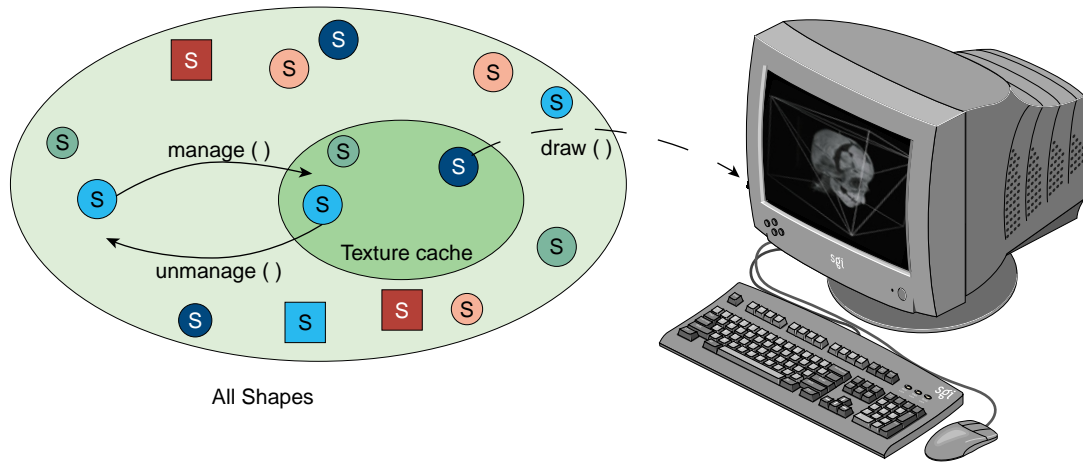 S
S
S
S
S
S
S
manage ( )
draw ( )
S
S
S
Texture cache
S
unmanage ( )
sgi
S
S
S
S
sgi
All Shapes